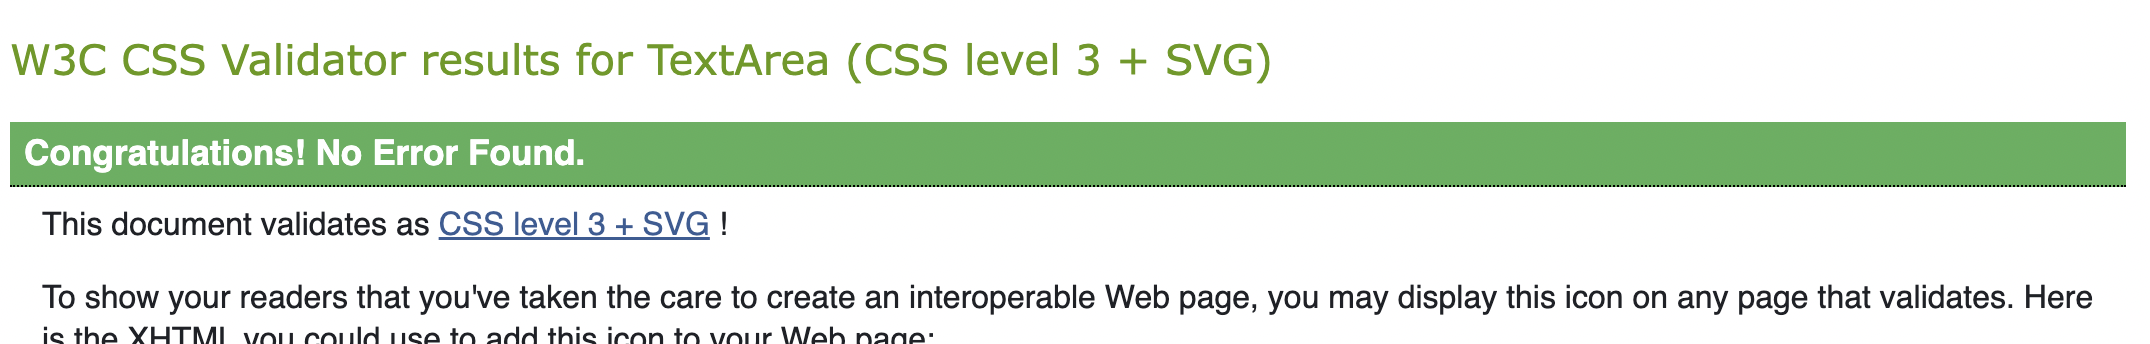 W3C CSS Validator results for TextArea (CSS level 3 + SVG)
Congratulations! No Error Found.
This document validates as CSS level 3 + SVG !
To show your readers that you've taken the care to create an interoperable Web page, you may display this icon on any page that validates. Here
is the XHTML you could use to add this icon to your Web page: